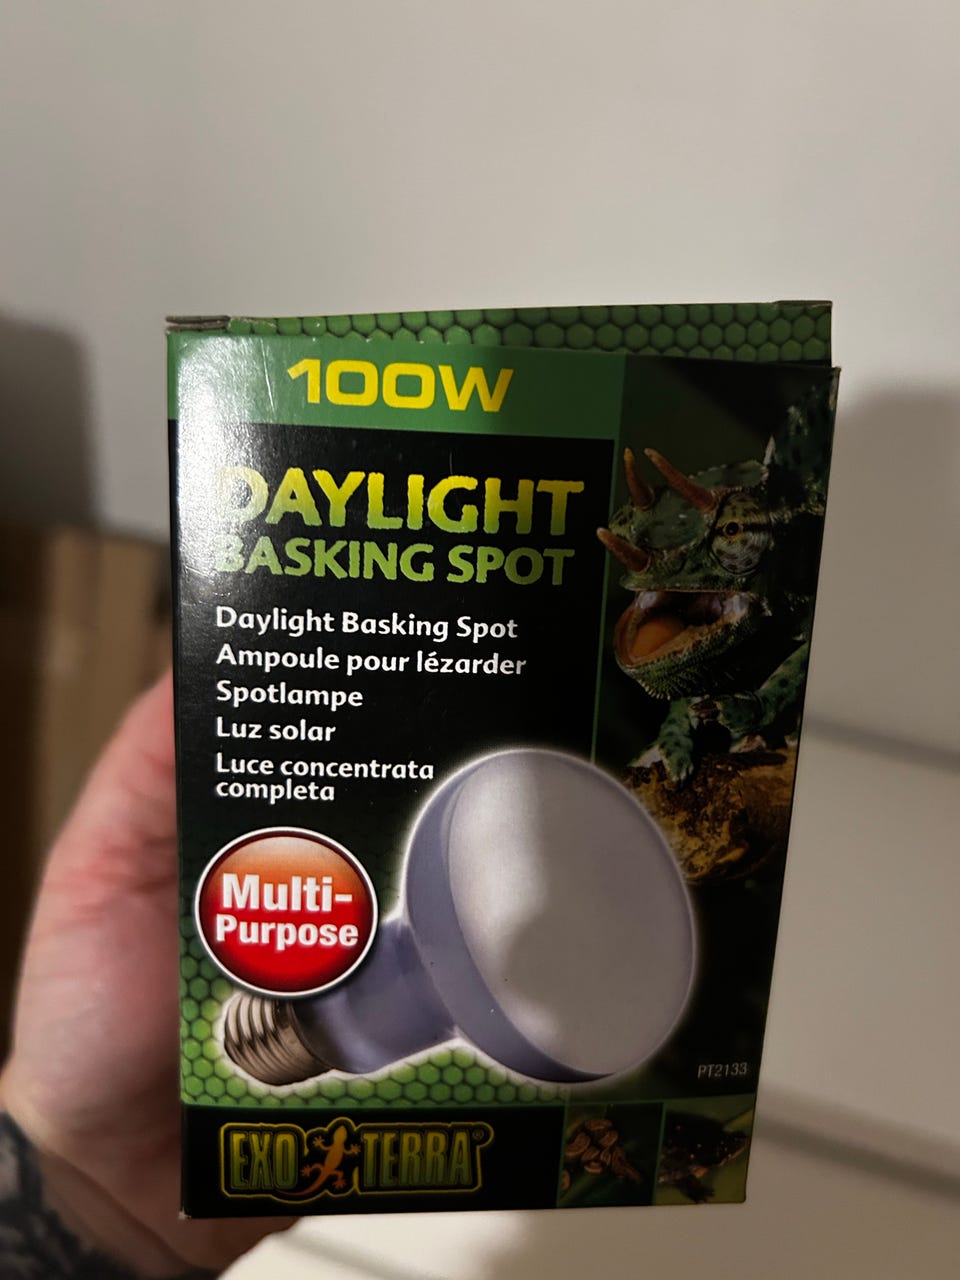 100W
DAYLIGHT
BASKING SPOT
Daylight Basking Spot
Ampoule pour lézarder
Spotlampe
Luz solar
Luce concentrata
completa
Multi-
Purpose
PT2133
EXO TERRA®